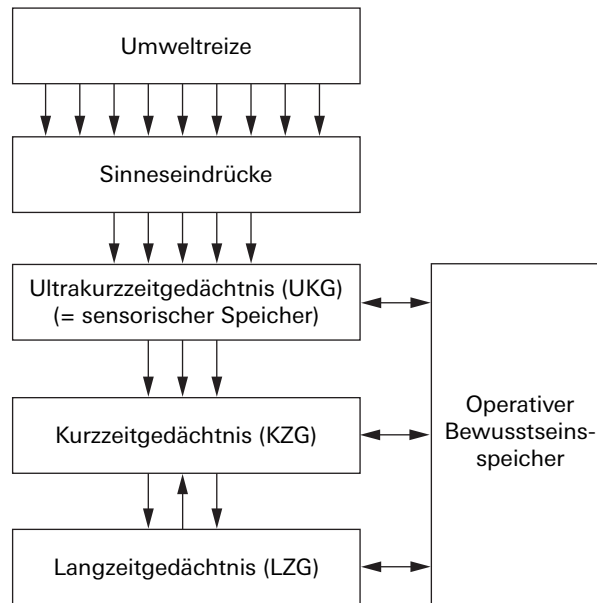 Umweltreize
Sinneseindrücke
Ultrakurzzeitgedächtnis (UKG)
(= sensorischer Speicher)
Kurzzeitgedächtnis (KZG)
Langzeitgedächtnis (LZG)
Operativer
Bewusstseins-
speicher